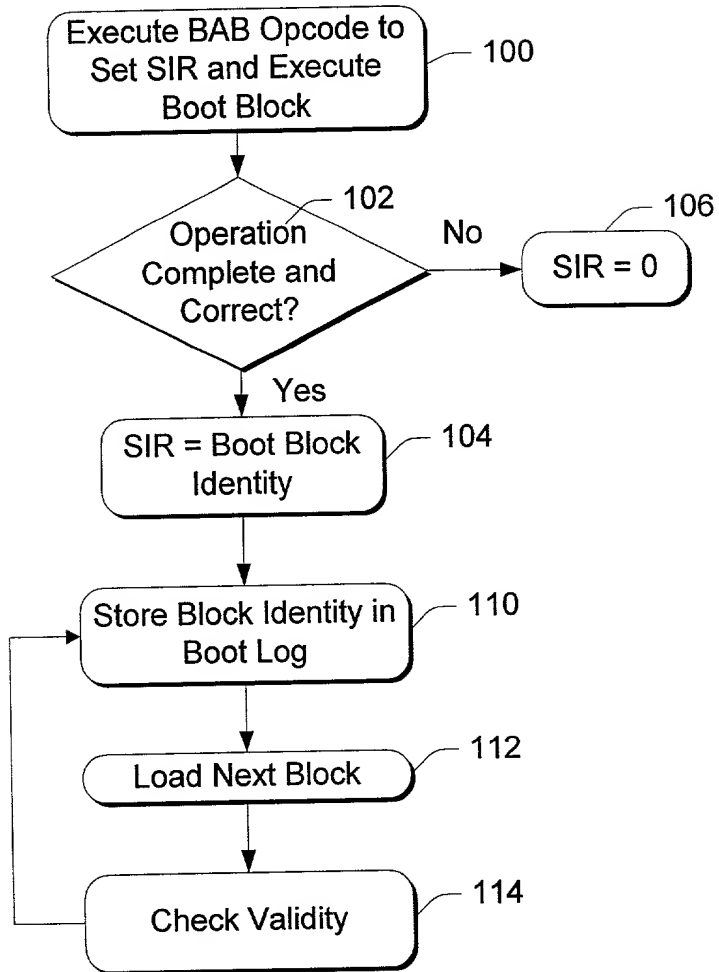 Execute BAB Opcode to
Set SIR and Execute
Boot Block
100
102
Operation
Complete and
Correct?
No
106
SIR = 0
Yes
SIR = Boot Block
Identity
104
Store Block Identity in
Boot Log
110
Load Next Block
112
Check Validity
114